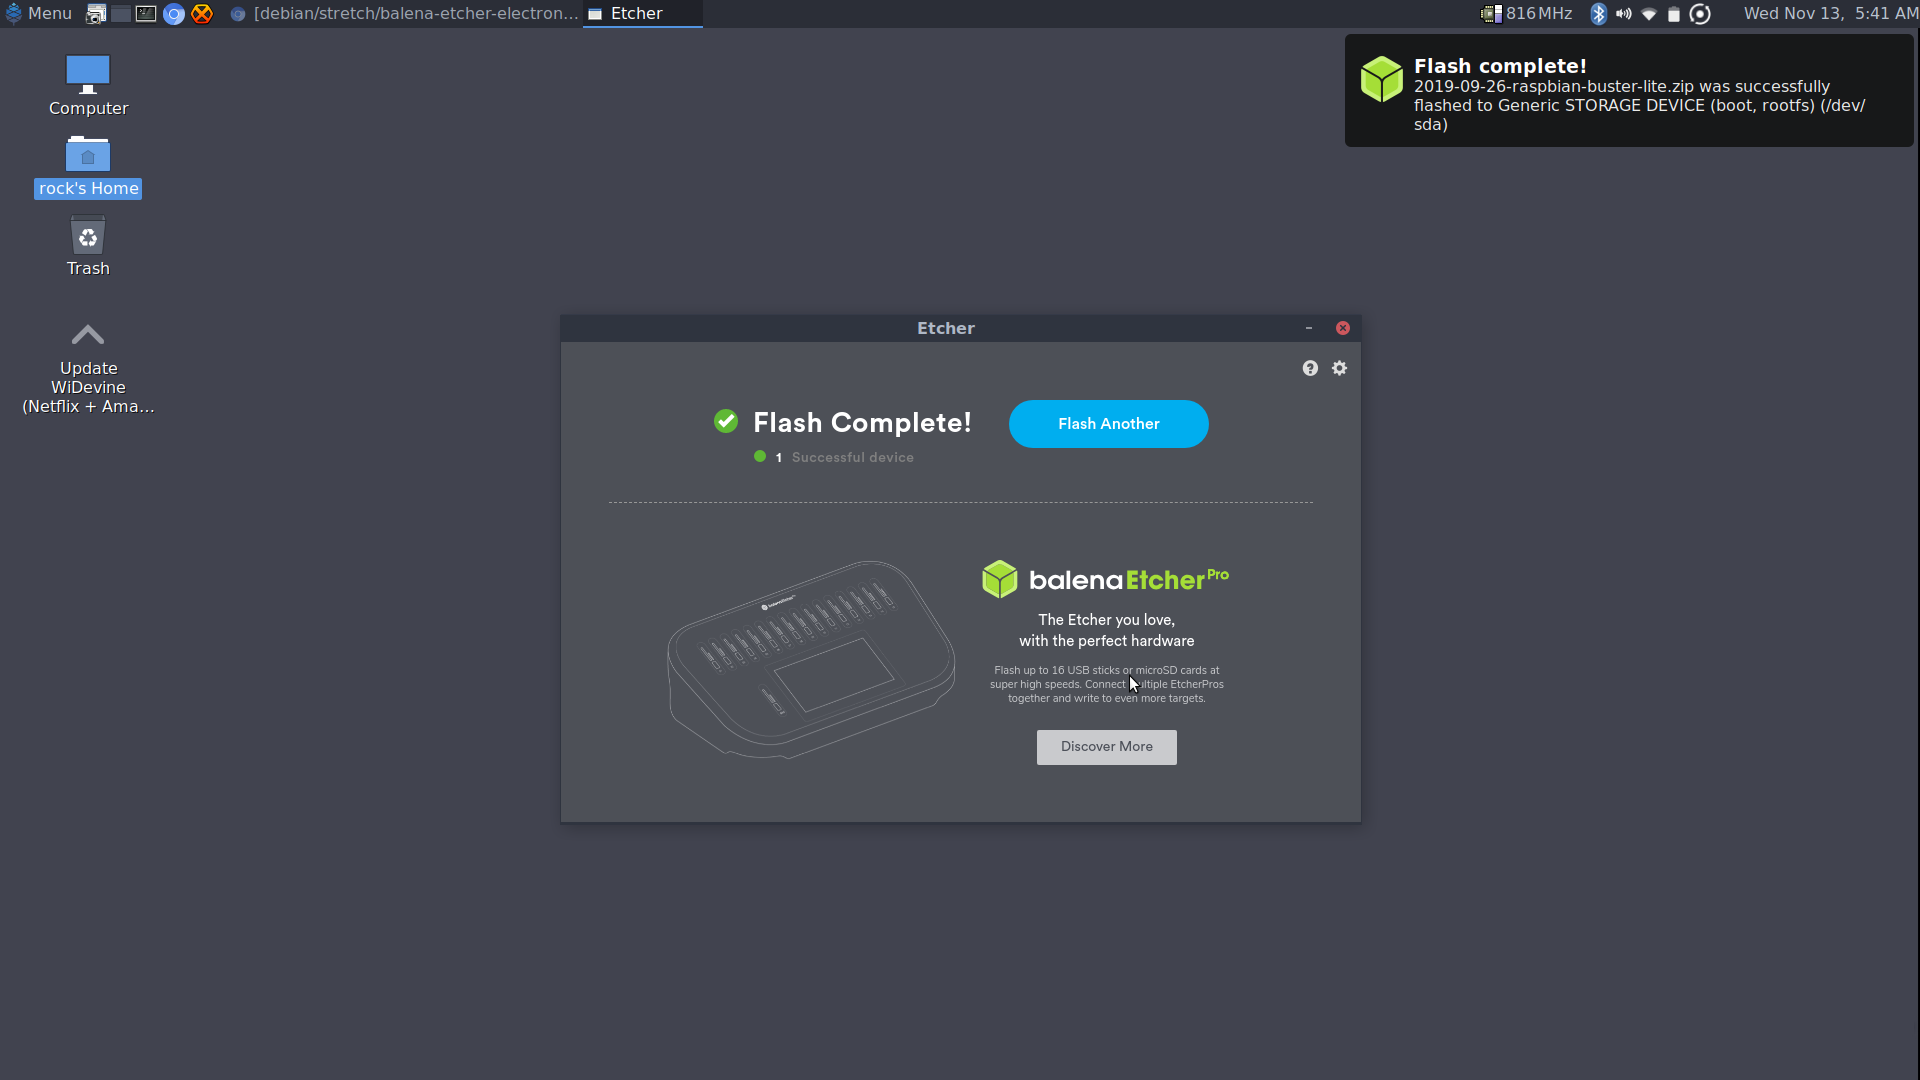 Menu
[debian/stretch/balena-etcher-electron...
Etcher
816 MHz
Wed Nov 13, 5:41 AM
Flash complete!
2019-09-26-raspbian-buster-lite.zip was successfully
flashed to Generic STORAGE DEVICE (boot, rootfs) (/dev/
sda)
Computer
rock's Home
Trash
Update
WiDevine
(Netflix + Ama...
Etcher
Flash Complete!
Flash Another
1 Successful device
balenaEtcher Pro
The Etcher you love,
with the perfect hardware
Flash up to 16 USB sticks or microSD cards at
super high speeds. Connect multiple EtcherPros
together and write to even more targets.
Discover More